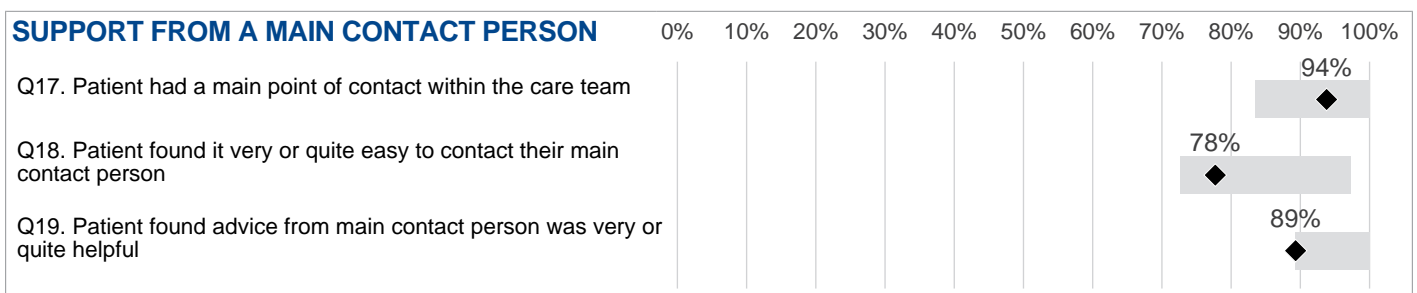 SUPPORT FROM A MAIN CONTACT PERSON 0% 10% 20% 30% 40% 50% 60% 70% 80% 90% 100%
94%
Q17. Patient had a main point of contact within the care team
78%
Q18. Patient found it very or quite easy to contact their main
contact person
89%
Q19. Patient found advice from main contact person was very or
quite helpful